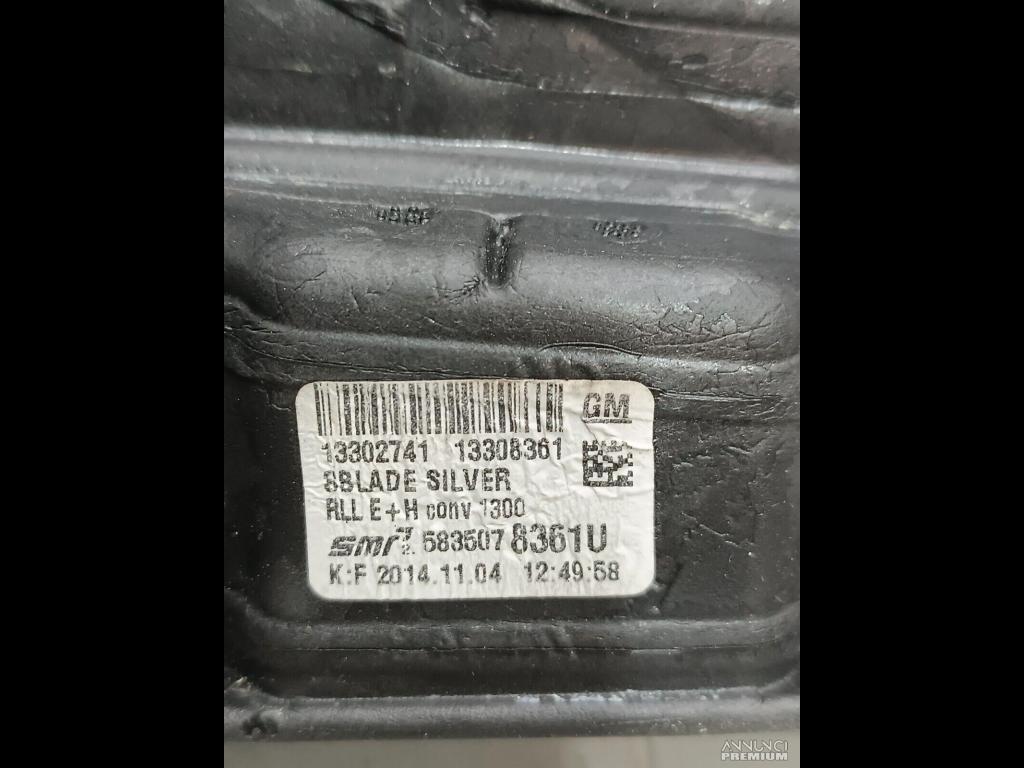 GM
13302741 13308361
8BLADE SILVER
RLL E+H conv 1300
smr 583507 8361U
K:F 2014.11.04 12:49:58
ANNUNCI
PREMIUM